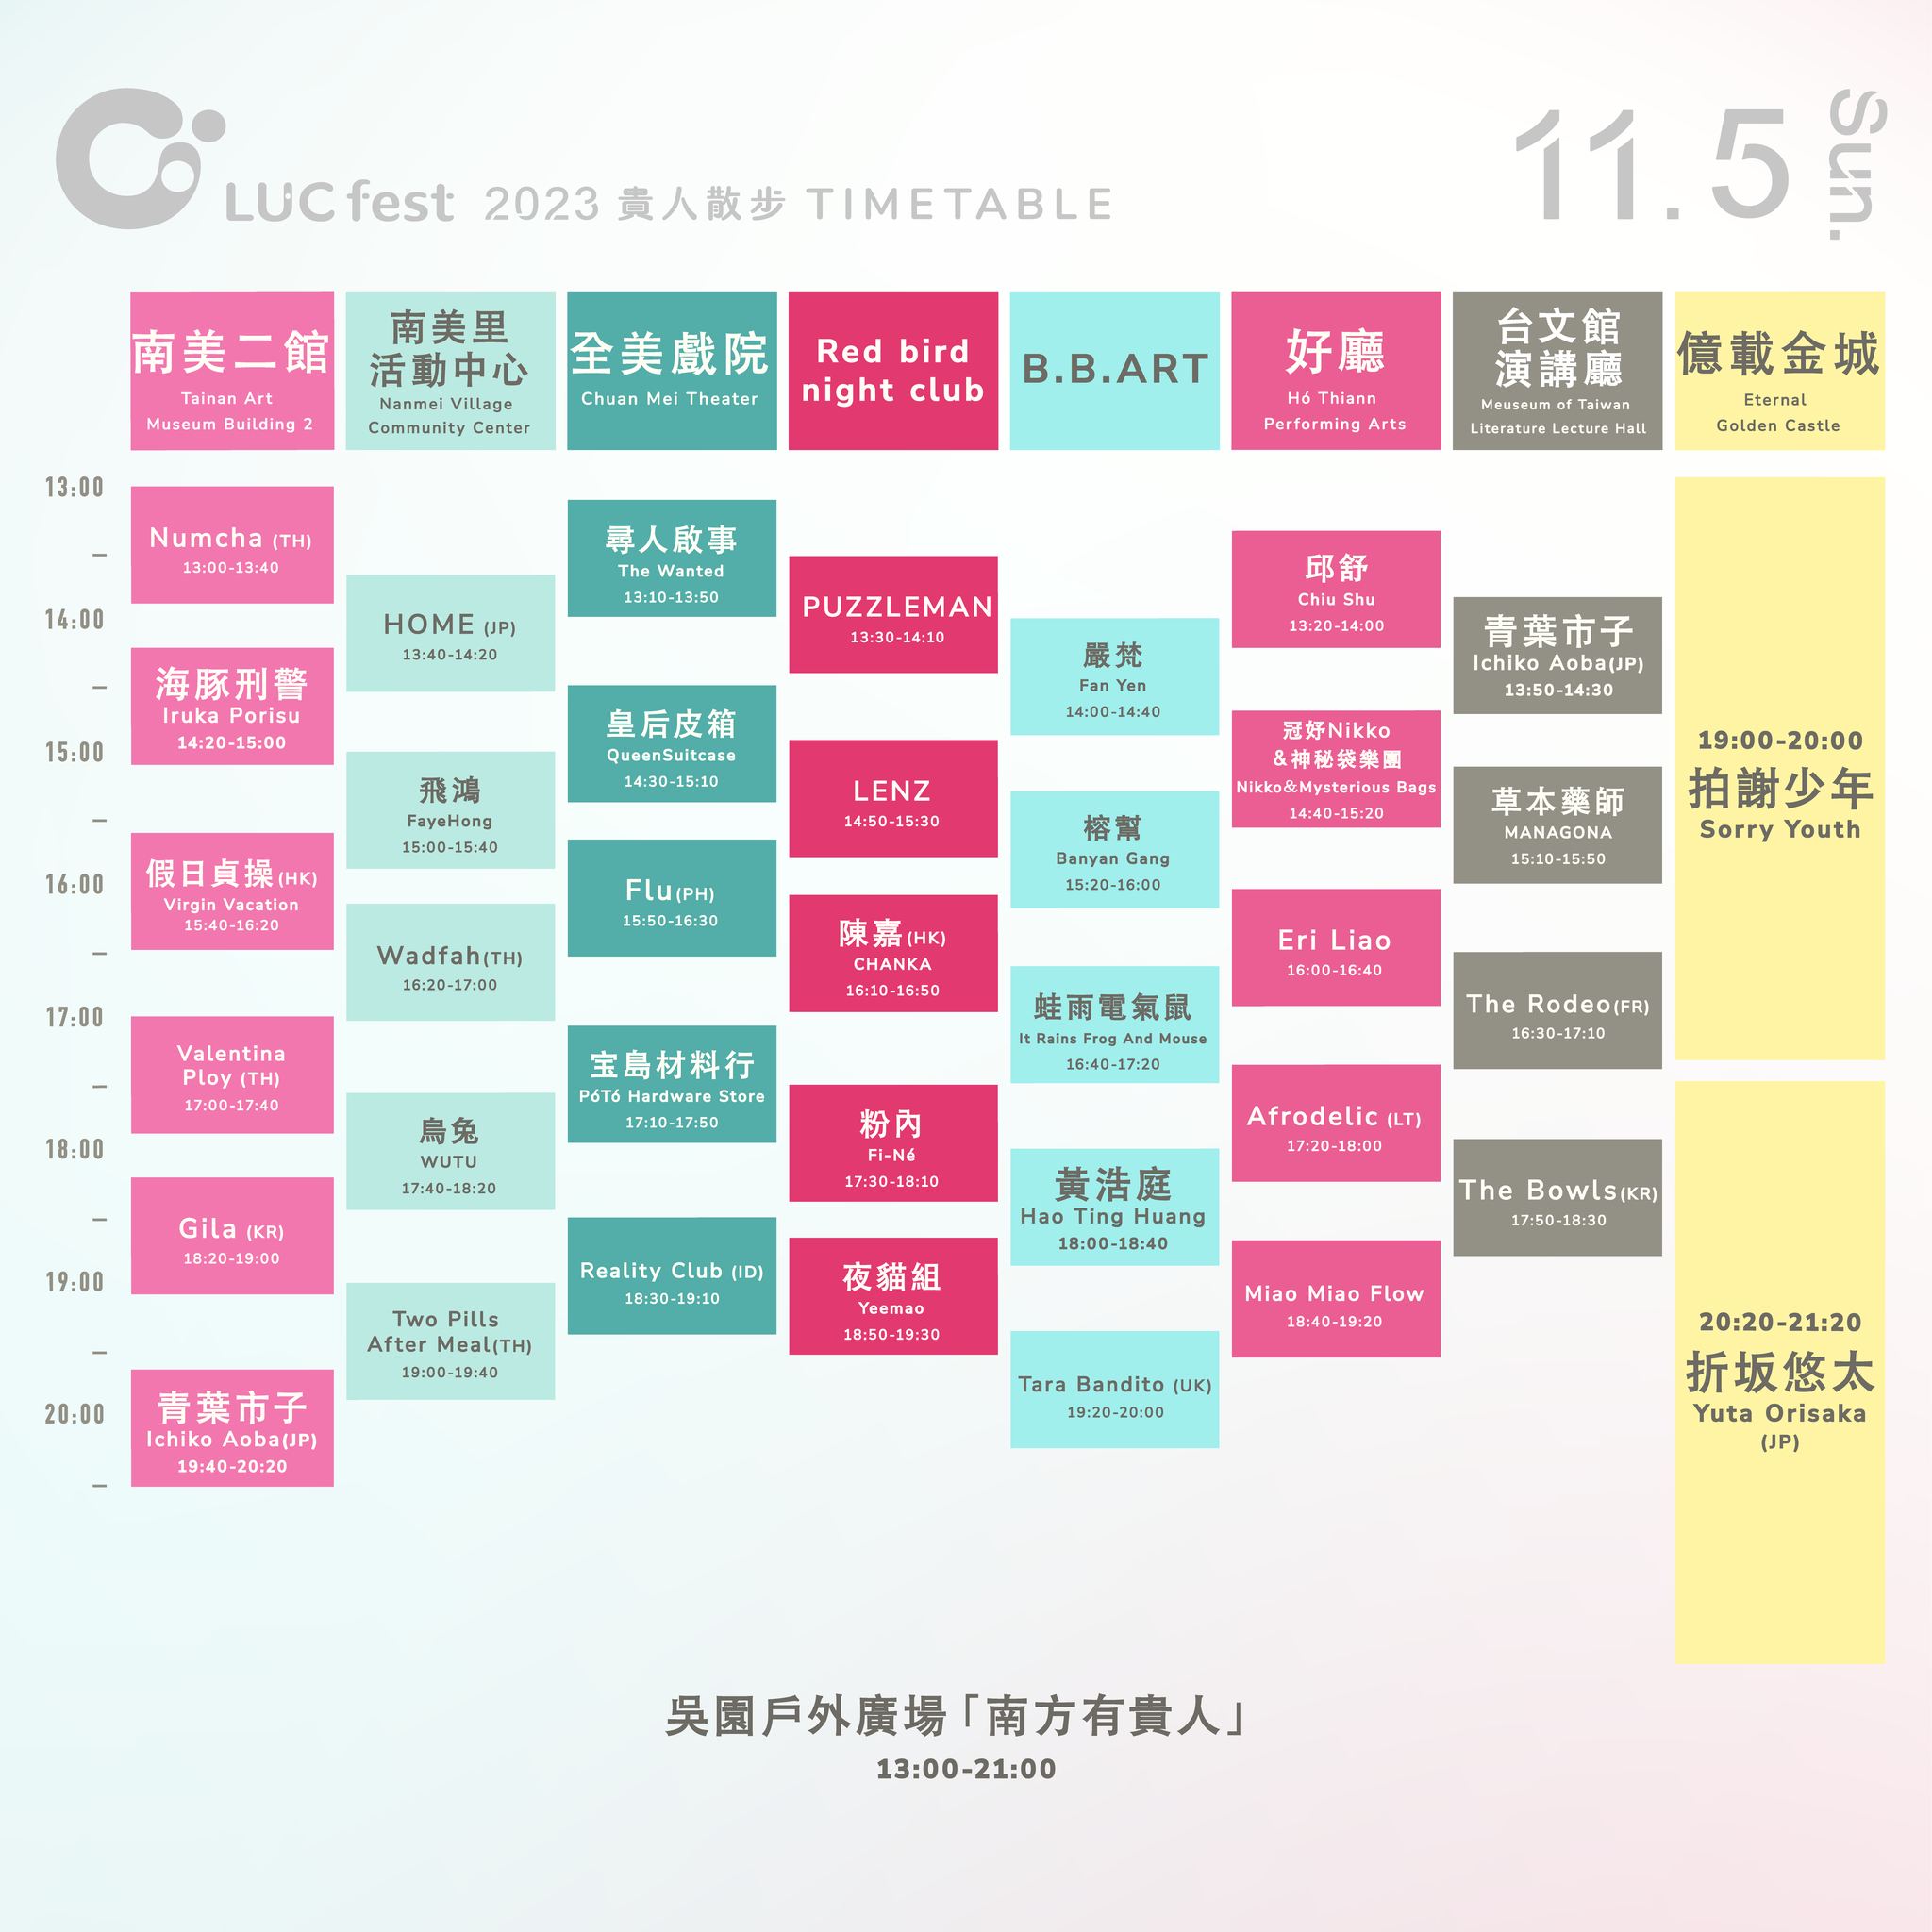 LUC fest 2023 貴人散步 TIMETABLE
11.5
Sun.
南美二館
Tainan Art
Museum Building 2
南美里
活動中心
Nanmei Village
Community Center
全美戲院
Chuan Mei Theater
Red bird
night club
B.B.ART
好聽
Hó Thiann
Performing Arts
台文館
演講廳
Meuseum of Taiwan
Literature Lecture Hall
億載金城
Eternal
Golden Castle
13:00
14:00
15:00
16:00
17:00
18:00
19:00
20:00
Numcha (TH)
13:00-13:40
海豚刑警
Iruka Porisu
14:20-15:00
假日貞操(HK)
Virgin Vacation
15:40-16:20
Valentina
Ploy (TH)
17:00-17:40
Gila (KR)
18:20-19:00
青葉市子
Ichiko Aoba(JP)
19:40-20:20
HOME (JP)
13:40-14:20
飛鴻
FayeHong
15:00-15:40
Wadfah(TH)
16:20-17:00
烏兔
WUTU
17:40-18:20
Two Pills
After Meal(TH)
19:00-19:40
尋人啟事
The Wanted
13:10-13:50
皇后皮箱
QueenSuitcase
14:30-15:10
Flu(PH)
15:50-16:30
宝島材料行
PóTó Hardware Store
17:10-17:50
Reality Club (ID)
18:30-19:10
PUZZLEMAN
13:30-14:10
LENZ
14:50-15:30
陳嘉(HK)
CHANKA
16:10-16:50
粉內
Fi-Né
17:30-18:10
夜貓組
Yeemao
18:50-19:30
嚴梵
Fan Yen
14:00-14:40
榕幫
Banyan Gang
15:20-16:00
蛙雨電氣鼠
It Rains Frog And Mouse
16:40-17:20
黃浩庭
Hao Ting Huang
18:00-18:40
Tara Bandito (UK)
19:20-20:00
邱舒
Chiu Shu
13:20-14:00
冠妤Nikko
&神秘袋樂團
Nikko&Mysterious Bags
14:40-15:20
Eri Liao
16:00-16:40
Afrodelic (LT)
17:20-18:00
Miao Miao Flow
18:40-19:20
青葉市子
Ichiko Aoba(JP)
13:50-14:30
草本藥師
MANAGONA
15:10-15:50
The Rodeo(FR)
16:30-17:10
The Bowls(KR)
17:50-18:30
19:00-20:00
拍謝少年
Sorry Youth
20:20-21:20
折坂悠太
Yuta Orisaka
(JP)
吳園戶外廣場「南方有貴人」
13:00-21:00